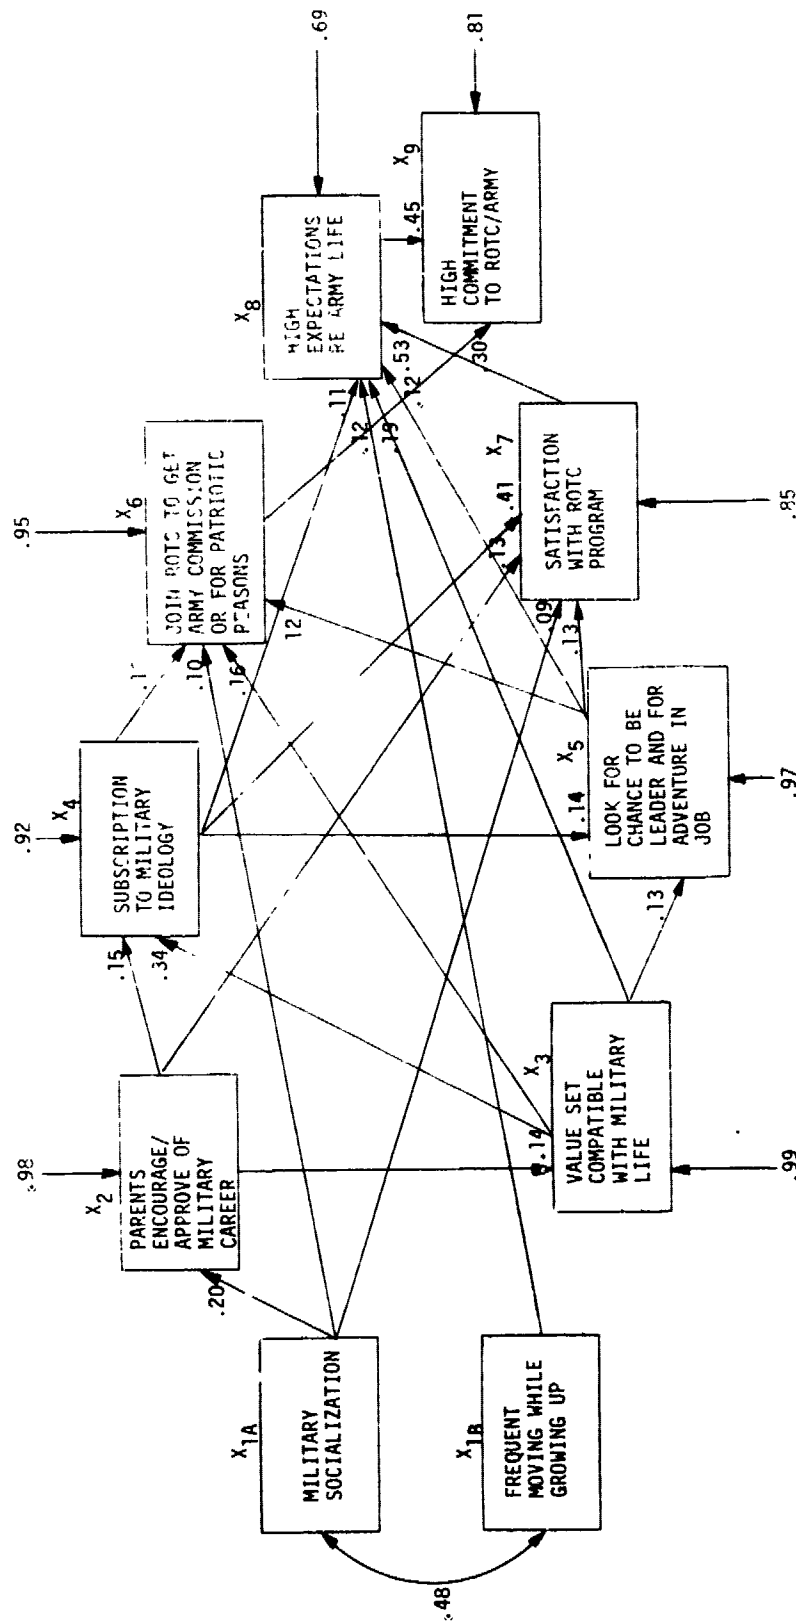 .48
X1A
MILITARY
SOCIALIZATION
X1B
FREQUENT
MOVING WHILE
GROWING UP
.20
.98
X2
PARENTS
ENCOURAGE/
APPROVE OF
MILITARY
CAREER
.14
X3
VALUE SET
COMPATIBLE
WITH MILITARY
LIFE
.99
.15
.34
.92
X4
SUBSCRIPTION
TO MILITARY
IDEOLOGY
.13
.14
X5
LOOK FOR
CHANCE TO BE
LEADER AND FOR
ADVENTURE IN
JOB
.97
.10
.16
12
.95
X6
JOIN ROTC TO GET
ARMY COMMISSION
OR FOR PATRIOTIC
REASONS
.09
.13
.13
.41
X7
SATISFACTION
WITH ROTC
PROGRAM
.85
.11
.12
.19
.12
.53
X8
HIGH
EXPECTATIONS
RE ARMY LIFE
.69
.30
.45
X9
HIGH
COMMITMENT
TO ROTC/ARMY
.81